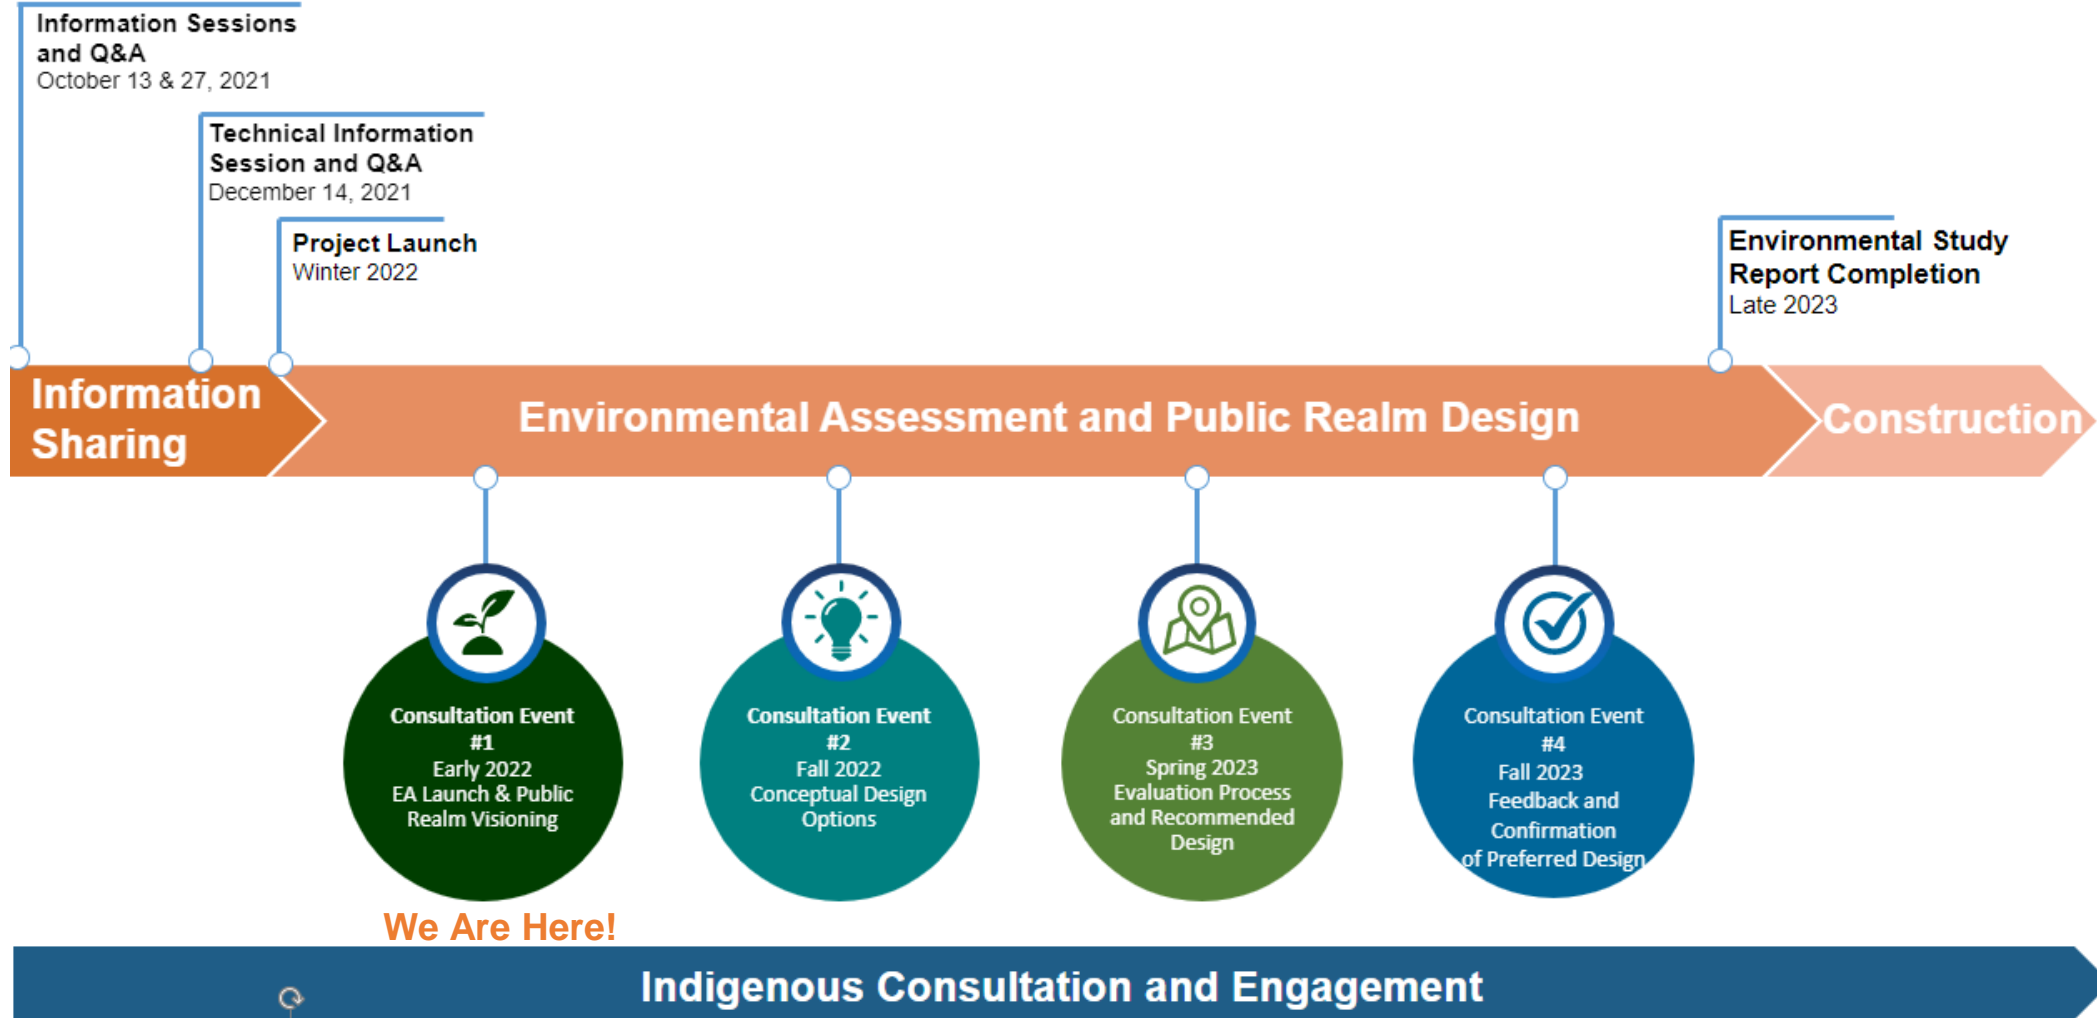 Information Sessions
and Q&A
October 13 & 27, 2021
Technical Information
Session and Q&A
December 14, 2021
Project Launch
Winter 2022
Environmental Study
Report Completion
Late 2023
Information
Sharing
Environmental Assessment and Public Realm Design
Construction
Consultation Event
#1
Early 2022
EA Launch & Public
Realm Visioning
Consultation Event
#2
Fall 2022
Conceptual Design
Options
Consultation Event
#3
Spring 2023
Evaluation Process
and Recommended
Design
Consultation Event
#4
Fall 2023
Feedback and
Confirmation
of Preferred Design
We Are Here!
Indigenous Consultation and Engagement